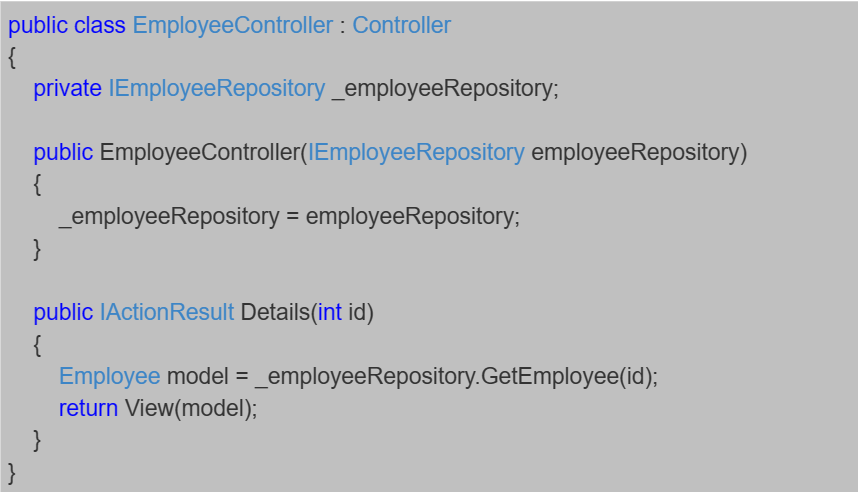 public class EmployeeController : Controller
{
    private IEmployeeRepository _employeeRepository;

    public EmployeeController(IEmployeeRepository employeeRepository)
    {
        _employeeRepository = employeeRepository;
    }

    public IActionResult Details(int id)
    {
        Employee model = _employeeRepository.GetEmployee(id);
        return View(model);
    }
}